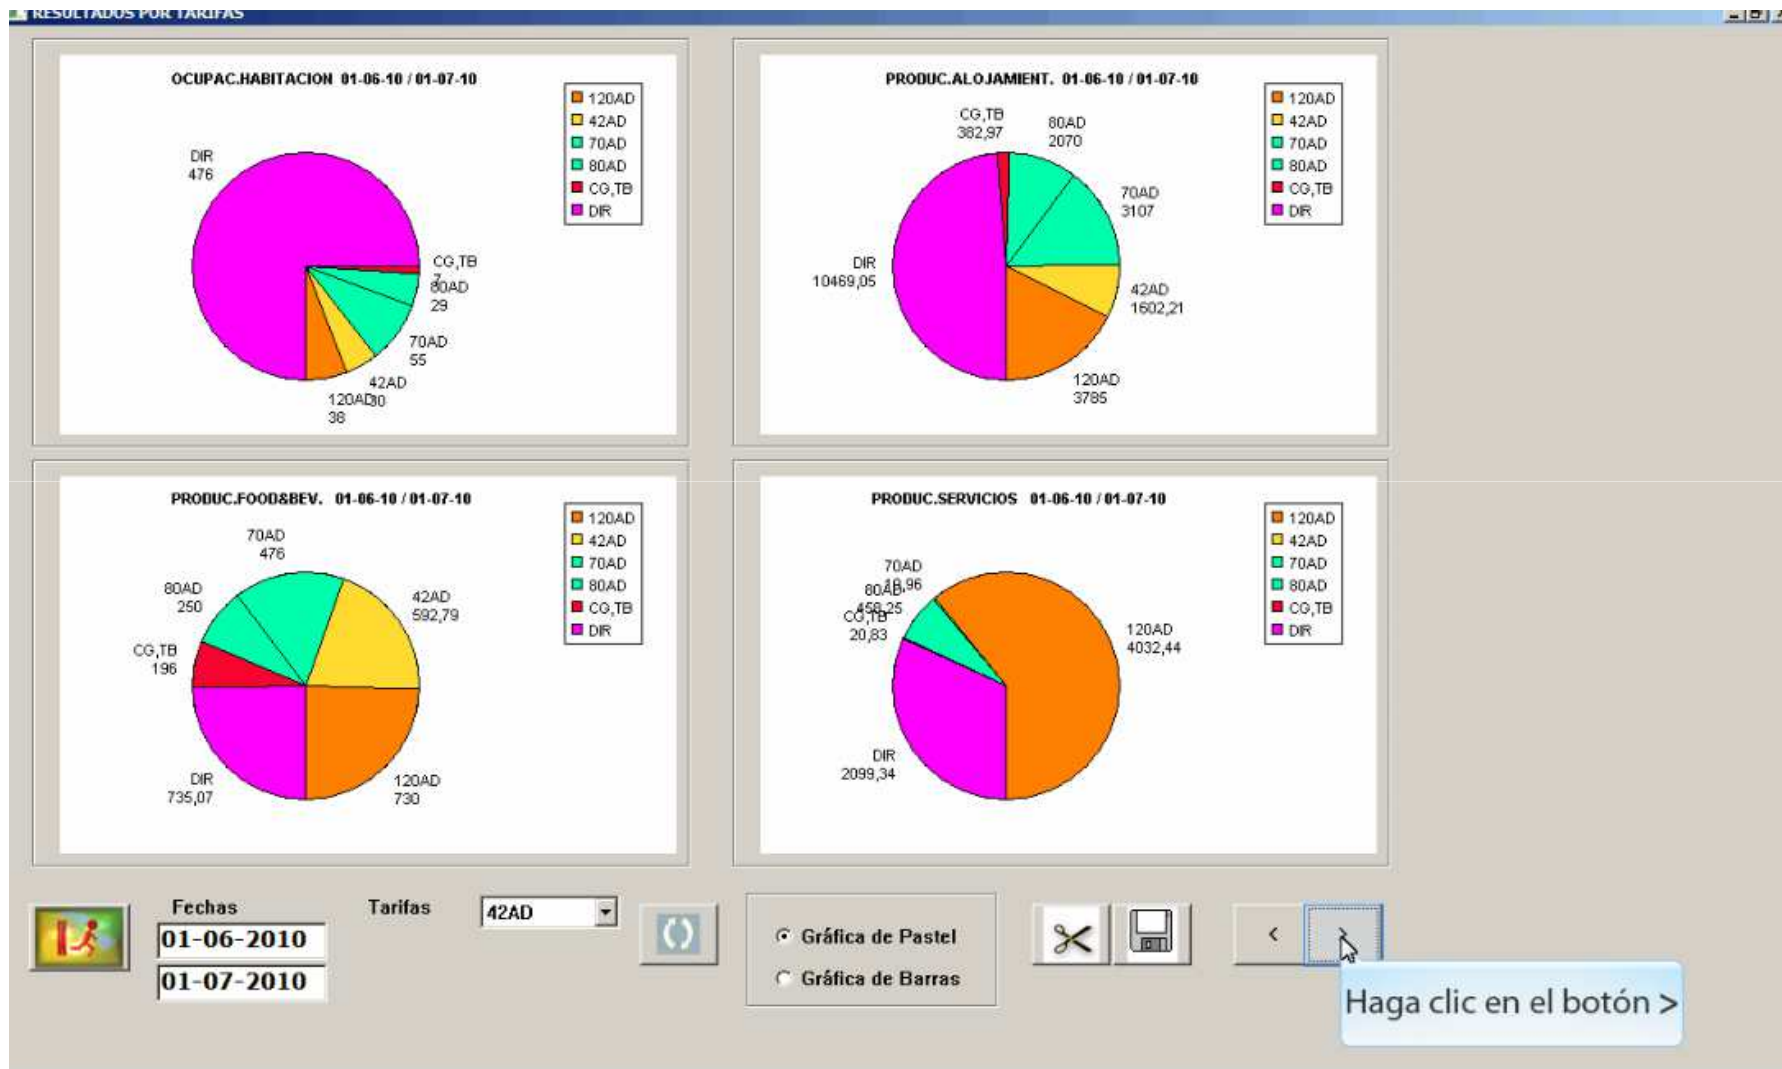 RESULTADOS POR TARIFAS
OCUPAC.HABITACION 01-06-10 / 01-07-10
120AD
42AD
70AD
80AD
CG,TB
DIR
DIR
476
CG,TB
7
80AD
29
70AD
55
42AD
30
120AD
38
PRODUC.ALOJAMIENT. 01-06-10 / 01-07-10
120AD
42AD
70AD
80AD
CG,TB
DIR
CG,TB
382,97
80AD
2070
70AD
3107
DIR
10469,05
42AD
1602,21
120AD
3785
PRODUC.FOOD&BEV. 01-06-10 / 01-07-10
120AD
42AD
70AD
80AD
CG,TB
DIR
70AD
476
80AD
250
42AD
592,79
CG,TB
196
DIR
735,07
120AD
730
PRODUC.SERVICIOS 01-06-10 / 01-07-10
120AD
42AD
70AD
80AD
CG,TB
DIR
70AD
80AD
458,25
CG,TB
20,83
120AD
4032,44
DIR
2099,34
Fechas
01-06-2010
01-07-2010
Tarifas
42AD
Gráfica de Pastel
Gráfica de Barras
<
>
Haga clic en el botón >